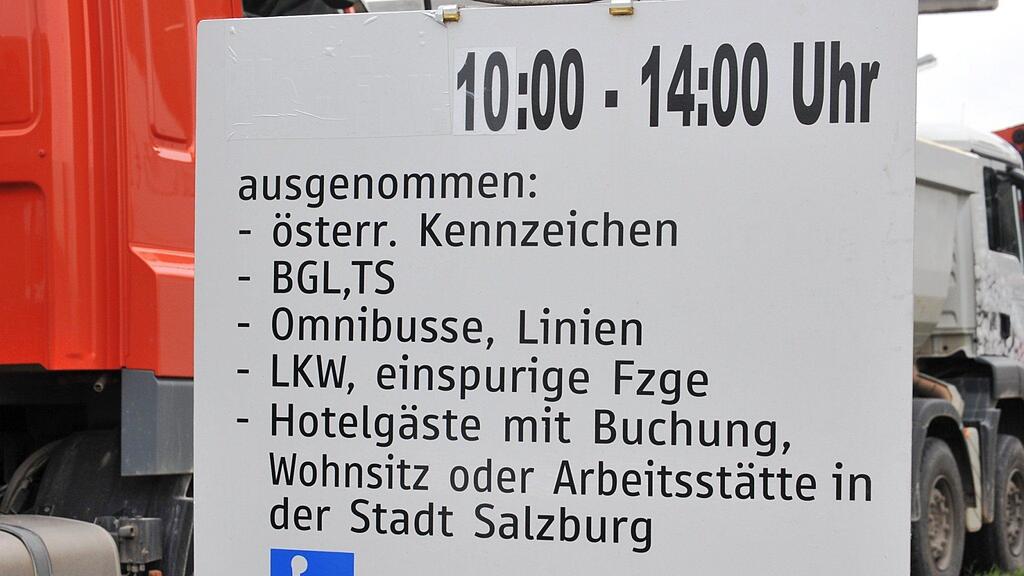 10:00 - 14:00 Uhr
ausgenommen:
- österr. Kennzeichen
- BGL,TS
- Omnibusse, Linien
- LKW, einspurige Fzge
- Hotelgäste mit Buchung,
Wohnsitz oder Arbeitsstätte in
der Stadt Salzburg